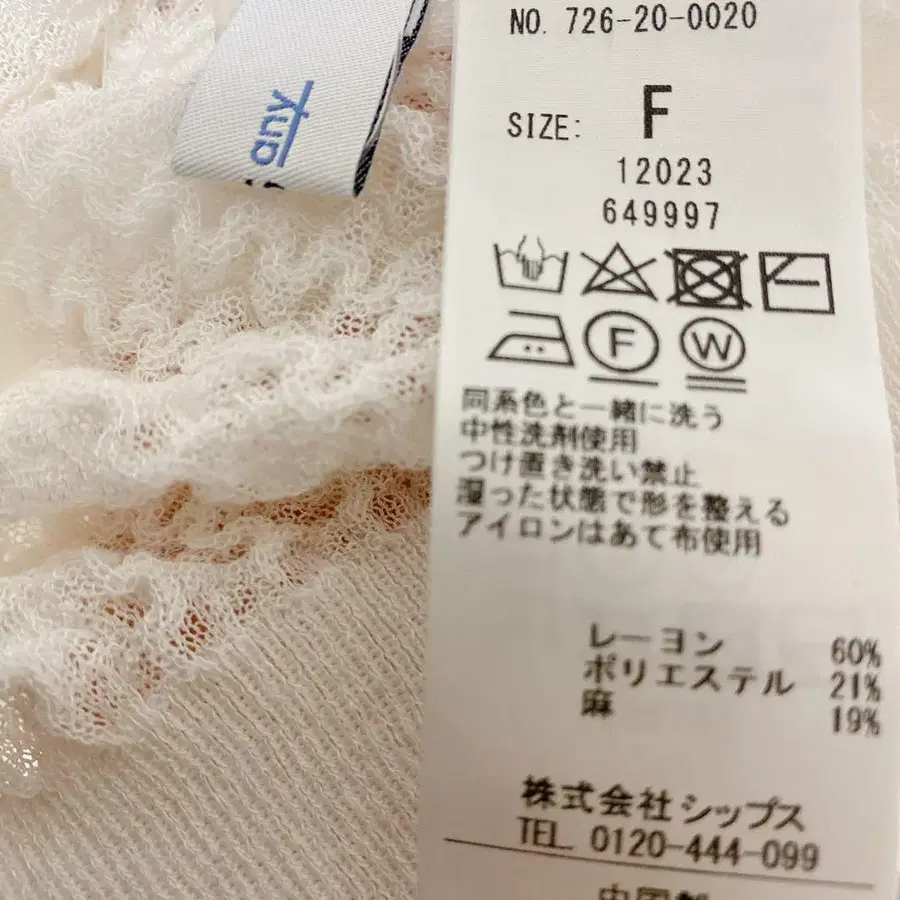 any
NO. 726-20-0020
SIZE: F
12023
649997
F W
同系色と一緒に洗う
中性洗剤使用
つけ置き洗い禁止
湿った状態で形を整える
アイロンはあて布使用
レーヨン 60%
ポリエステル 21%
麻 19%
株式会社 シップス
TEL 0120-444-099
中国製